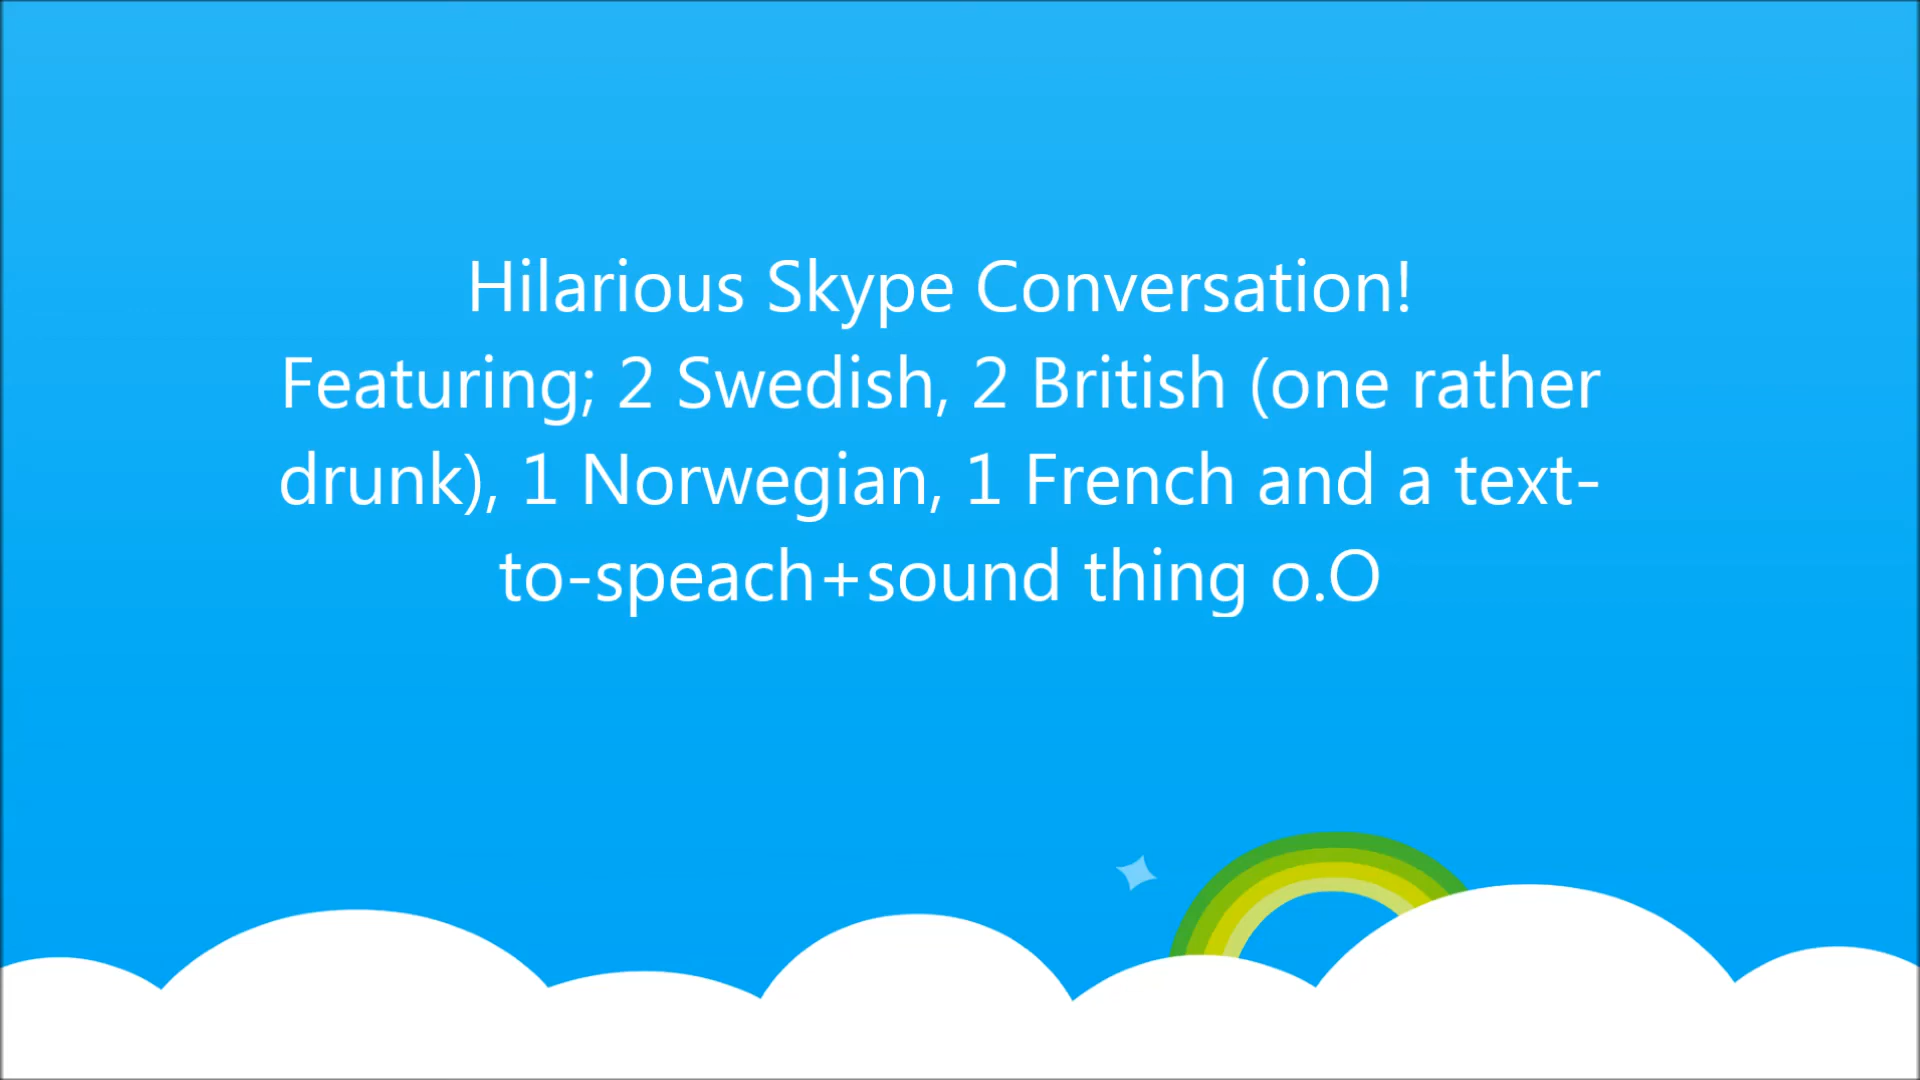 Hilarious Skype Conversation!
Featuring; 2 Swedish, 2 British (one rather
drunk), 1 Norwegian, 1 French and a text-
to-speach+sound thing o.O